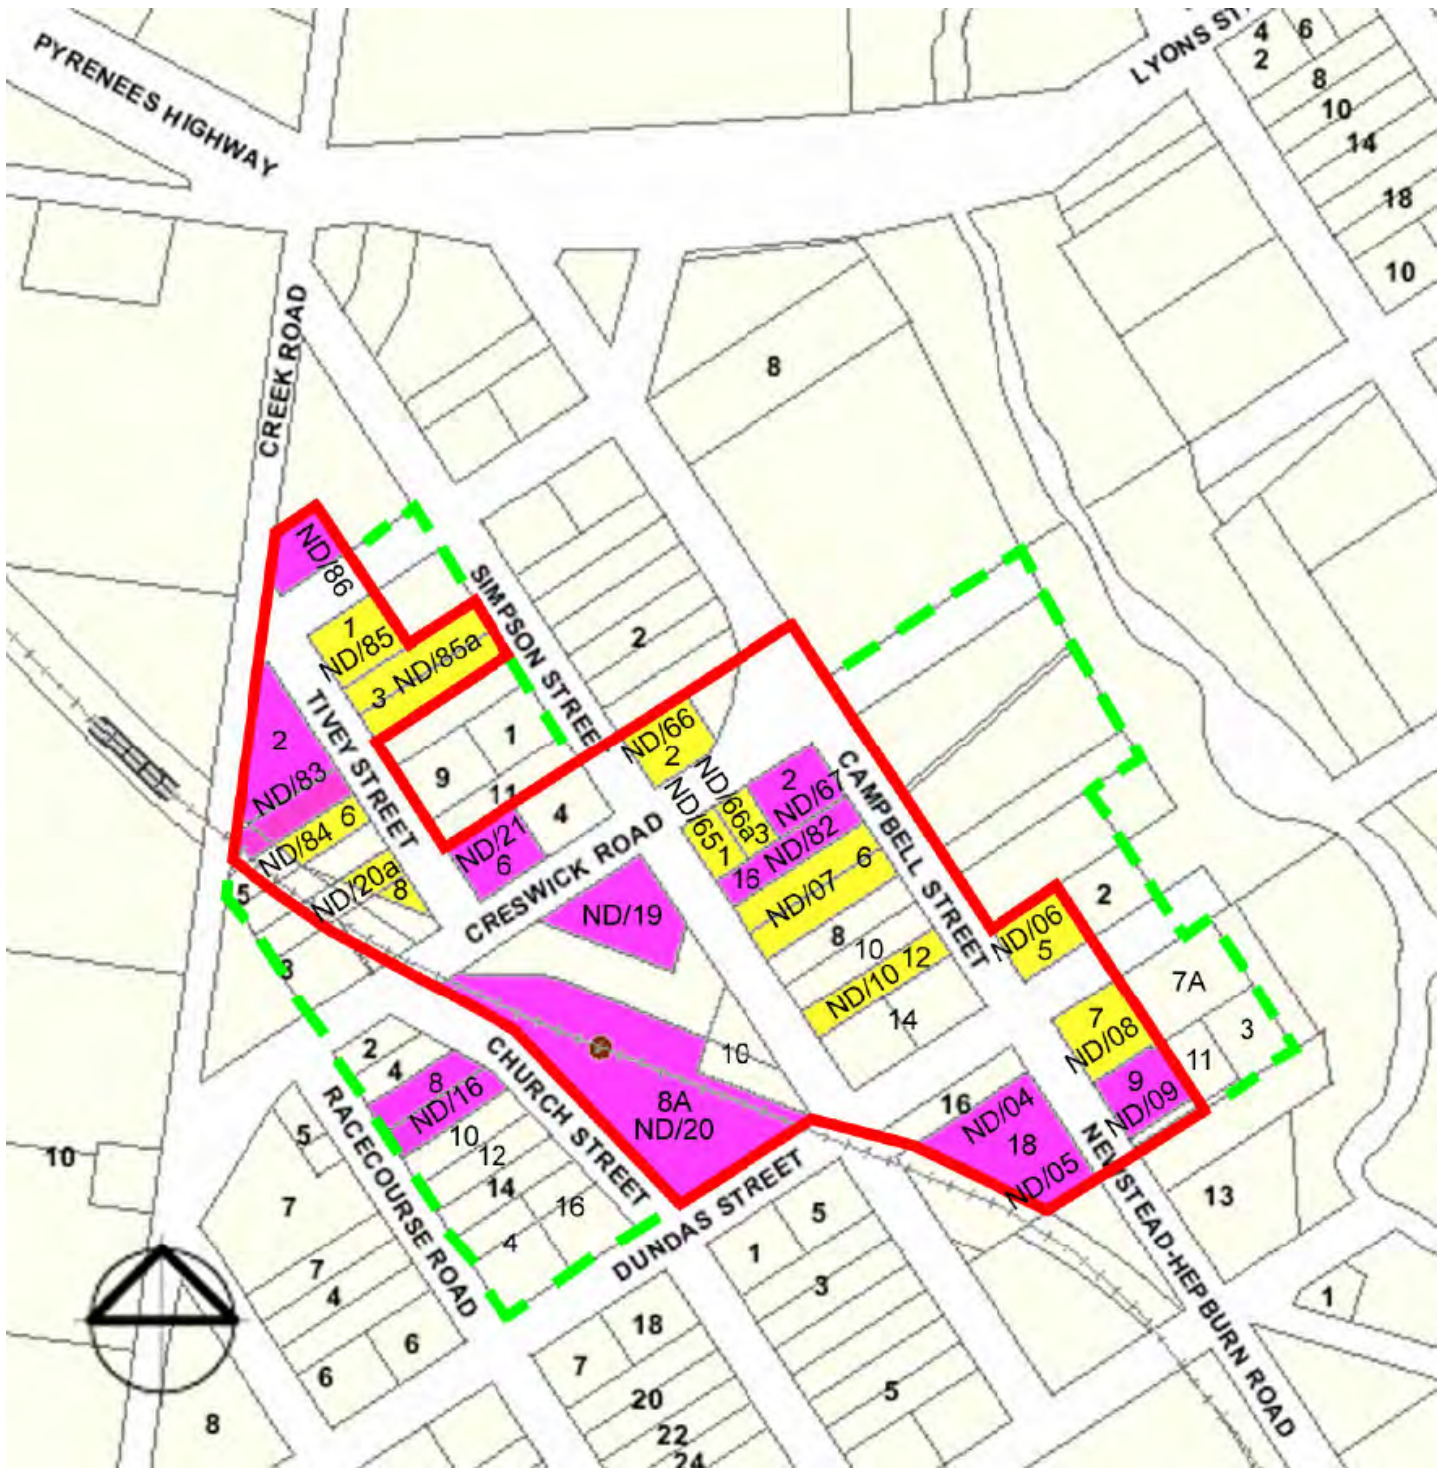 LYONS ST
4
6
2
8
10
14
18
10
PYRENEES HIGHWAY
CREEK ROAD
8
ND/86
SIMPSON STREET
2
1
ND/85
3
ND/85a
TIVEY STREET
1
9
11
4
2
ND/83
ND/84
6
ND/20a
8
5
3
ND/21
6
CRESWICK ROAD
ND/66
2
ND/66a
3
ND/65
1
2
ND/67
16
ND/82
ND/07
6
8
10
ND/10
12
14
CAMPBELL STREET
ND/06
5
2
7A
3
11
7
ND/08
9
ND/09
ND/19
10
8A
ND/20
16
ND/04
18
ND/05
2
4
8
ND/16
10
12
14
16
4
CHURCH STREET
RACECOURSE ROAD
DUNDAS STREET
NEWSTEAD-HEPBURN ROAD
10
5
7
7
4
6
6
8
5
1
3
5
18
7
20
22
24
13
1